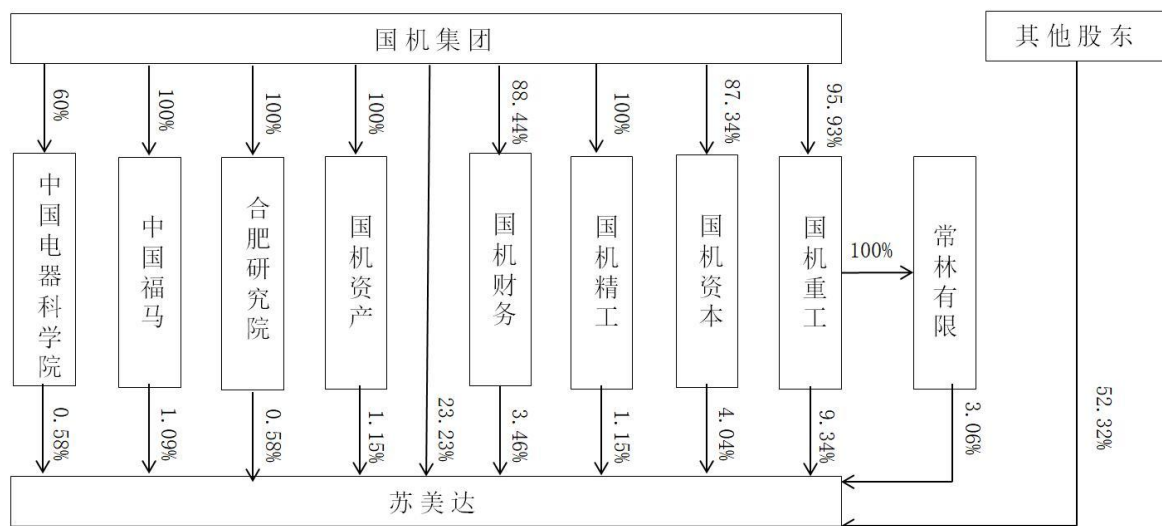 国机集团
其他股东
60%
100%
100%
100%
88.44%
100%
87.34%
95.93%
中国电器科学院
中国福马
合肥研究院
国机资产
国机财务
国机精工
国机资本
国机重工
100%
常林有限
0.58%
1.09%
0.58%
1.15%
23.23%
3.46%
1.15%
4.04%
9.34%
3.06%
52.32%
苏美达